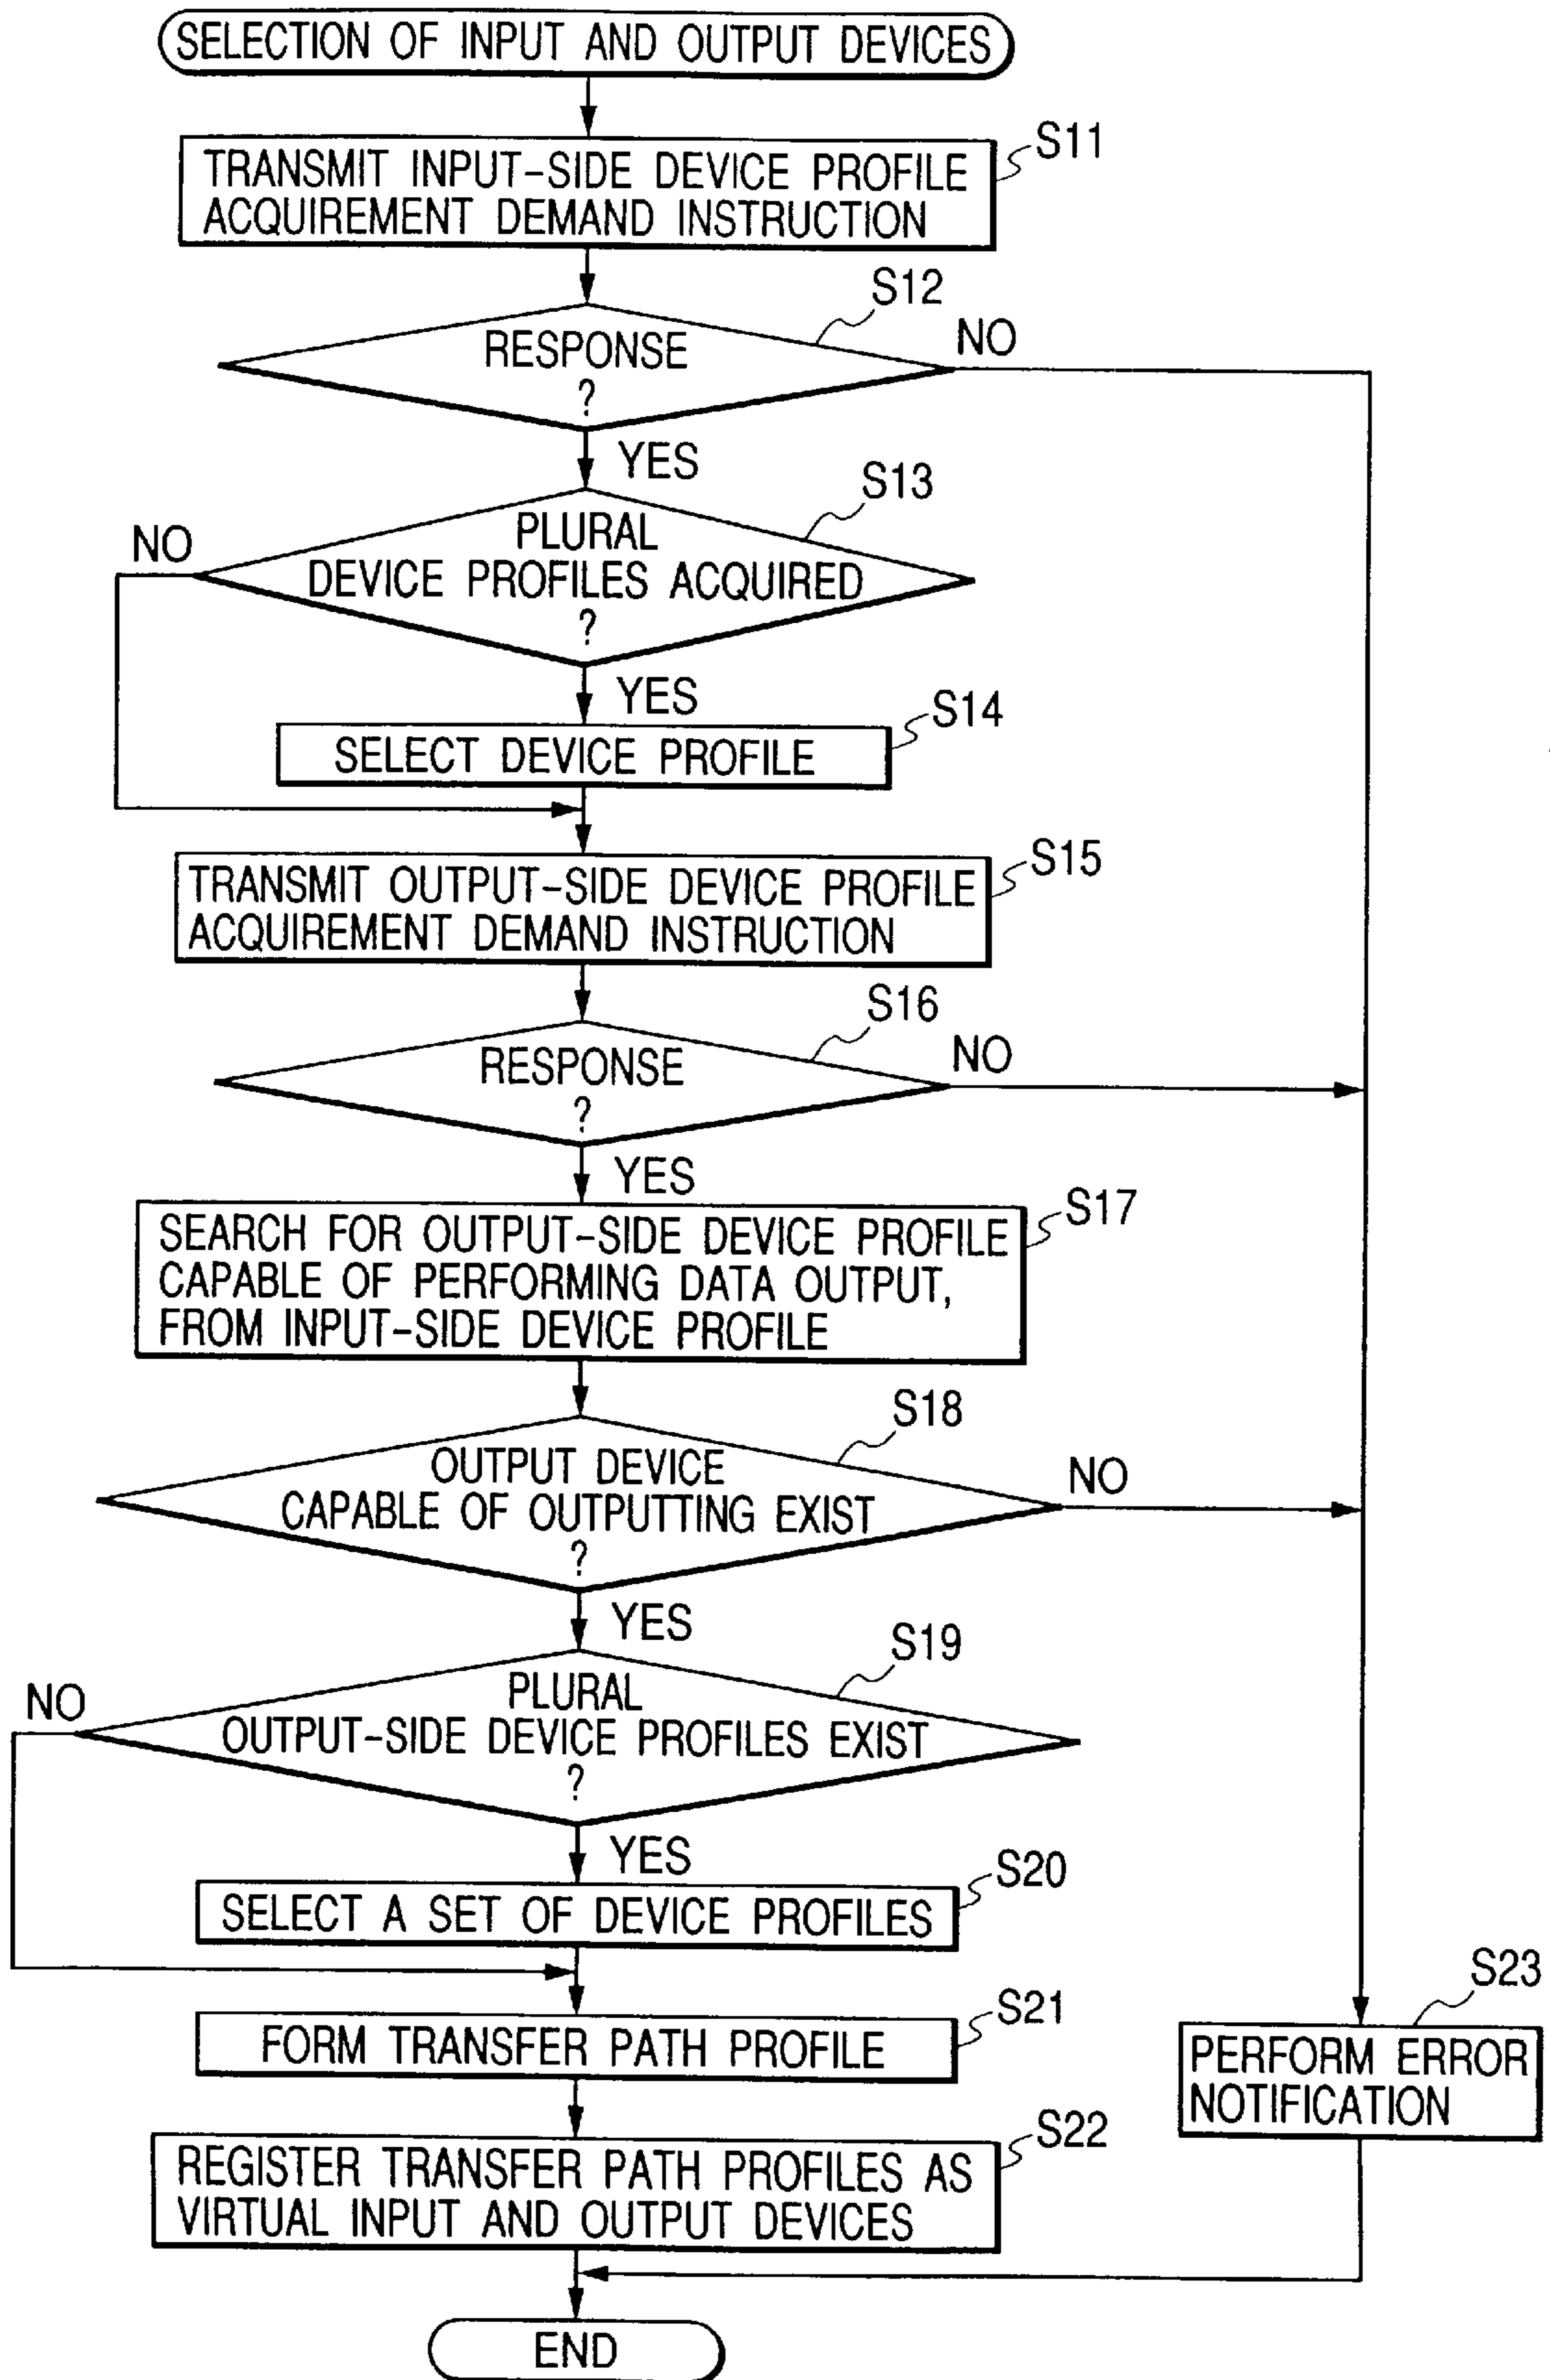 SELECTION OF INPUT AND OUTPUT DEVICES
S11
TRANSMIT INPUT-SIDE DEVICE PROFILE
ACQUIREMENT DEMAND INSTRUCTION
S12
RESPONSE
?
NO
YES
S13
PLURAL
DEVICE PROFILES ACQUIRED
?
NO
YES
S14
SELECT DEVICE PROFILE
S15
TRANSMIT OUTPUT-SIDE DEVICE PROFILE
ACQUIREMENT DEMAND INSTRUCTION
S16
RESPONSE
?
NO
YES
S17
SEARCH FOR OUTPUT-SIDE DEVICE PROFILE
CAPABLE OF PERFORMING DATA OUTPUT,
FROM INPUT-SIDE DEVICE PROFILE
S18
OUTPUT DEVICE
CAPABLE OF OUTPUTTING EXIST
?
NO
YES
S19
PLURAL
OUTPUT-SIDE DEVICE PROFILES EXIST
?
NO
YES
S20
SELECT A SET OF DEVICE PROFILES
S21
FORM TRANSFER PATH PROFILE
S23
PERFORM ERROR
NOTIFICATION
S22
REGISTER TRANSFER PATH PROFILES AS
VIRTUAL INPUT AND OUTPUT DEVICES
END